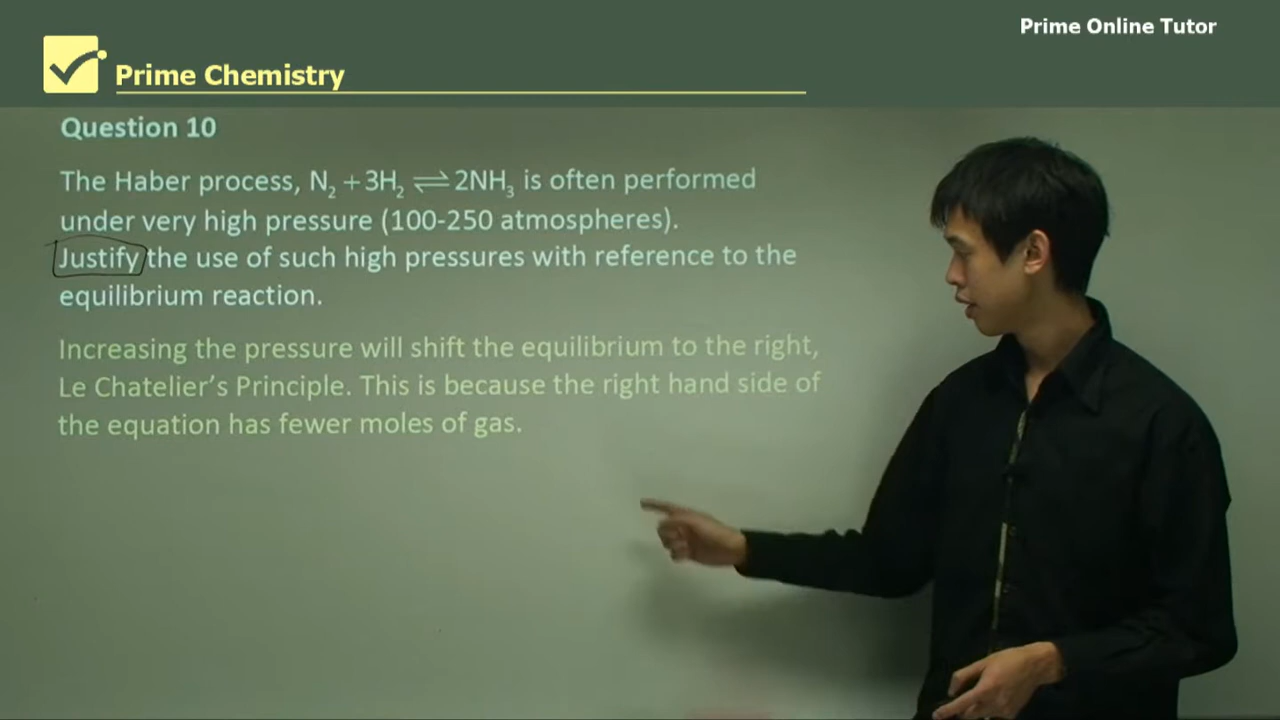 Prime Online Tutor
Prime Chemistry
Question 10
The Haber process, N₂ + 3H₂ ⇌ 2NH₃ is often performed
under very high pressure (100-250 atmospheres).
Justify the use of such high pressures with reference to the
equilibrium reaction.
Increasing the pressure will shift the equilibrium to the right,
Le Chatelier's Principle. This is because the right hand side of
the equation has fewer moles of gas.